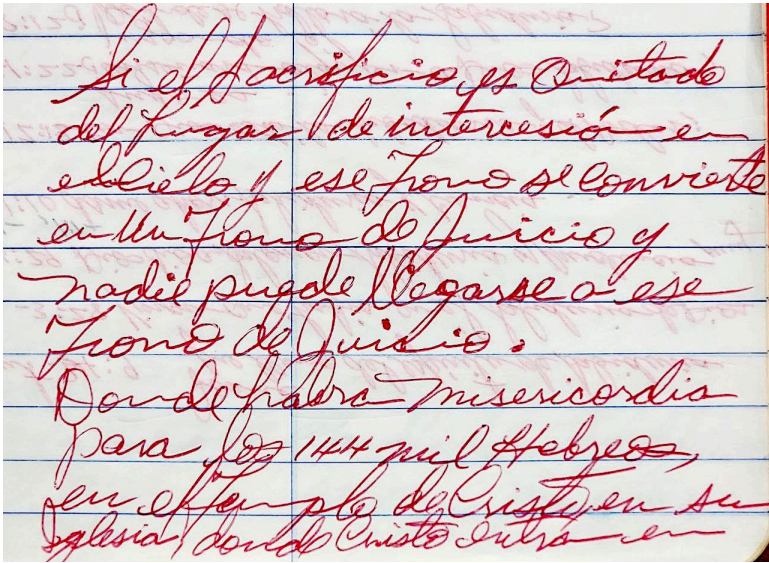 Si el Sacrificio, es Quitado
del Lugar de intercesión en
el Cielo y ese Trono se Convierte
en Un Trono de Juicio y
nadie puede llegarse a ese
Trono de Juicio.
Donde habra Misericordia
para los 144 mil Hebreos,
en el Templo de Cristo, en su
Iglesia, donde Cristo entra en